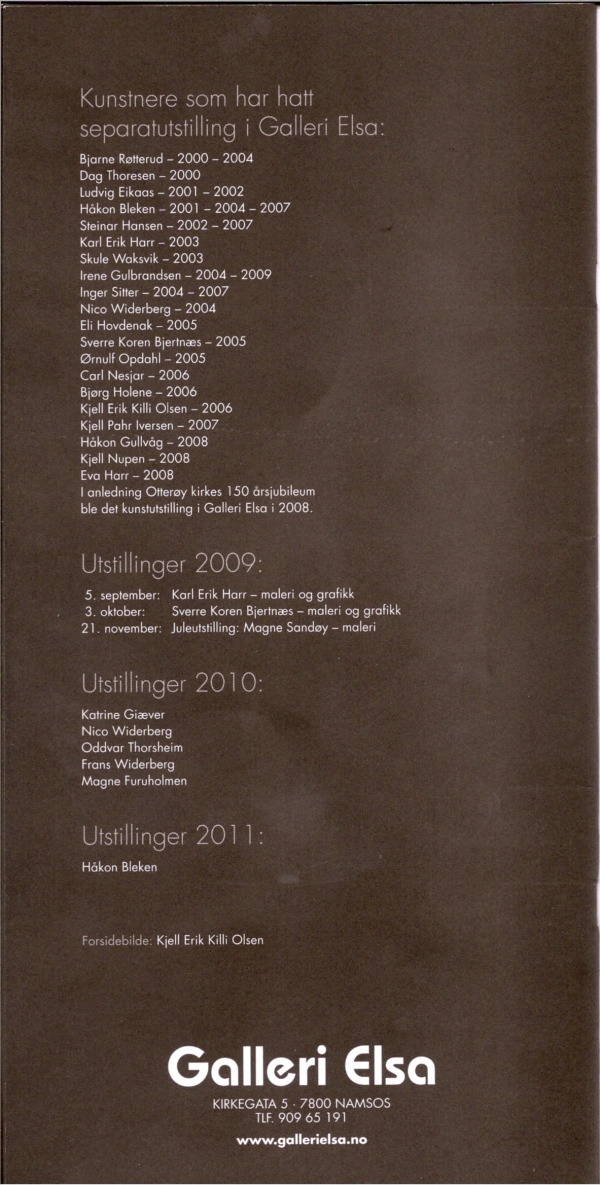 Kunstnere som har hatt
separatutstilling i Galleri Elsa:
Bjarne Røtterud – 2000 – 2004
Dag Thoresen – 2000
Ludvig Eikaas – 2001 – 2002
Håkon Bleken – 2001 – 2004 – 2007
Steinar Hansen – 2002 – 2007
Karl Erik Harr – 2003
Skule Waksvik – 2003
Irene Gulbrandsen – 2004 – 2009
Inger Sitter – 2004 – 2007
Nico Widerberg – 2004
Eli Hovdenak – 2005
Sverre Koren Bjertnæs – 2005
Ørnulf Opdahl – 2005
Carl Nesjar – 2006
Bjørg Holene – 2006
Kjell Erik Killi Olsen – 2006
Kjell Pahr Iversen – 2007
Håkon Gullvåg – 2008
Kjell Nupen – 2008
Eva Harr – 2008
I anledning Otterøy kirkes 150 årsjubileum
ble det kunstutstilling i Galleri Elsa i 2008.
Utstillinger 2009:
5. september: Karl Erik Harr – maleri og grafikk
3. oktober: Sverre Koren Bjertnæs – maleri og grafikk
21. november: Juleutstilling: Magne Sandøy – maleri
Utstillinger 2010:
Katrine Giæver
Nico Widerberg
Oddvar Thorsheim
Frans Widerberg
Magne Furuholmen
Utstillinger 2011:
Håkon Bleken
Forsidebilde: Kjell Erik Killi Olsen
Galleri Elsa
KIRKEGATA 5 · 7800 NAMSOS
TLF. 909 65 191
www.gallerielsa.no